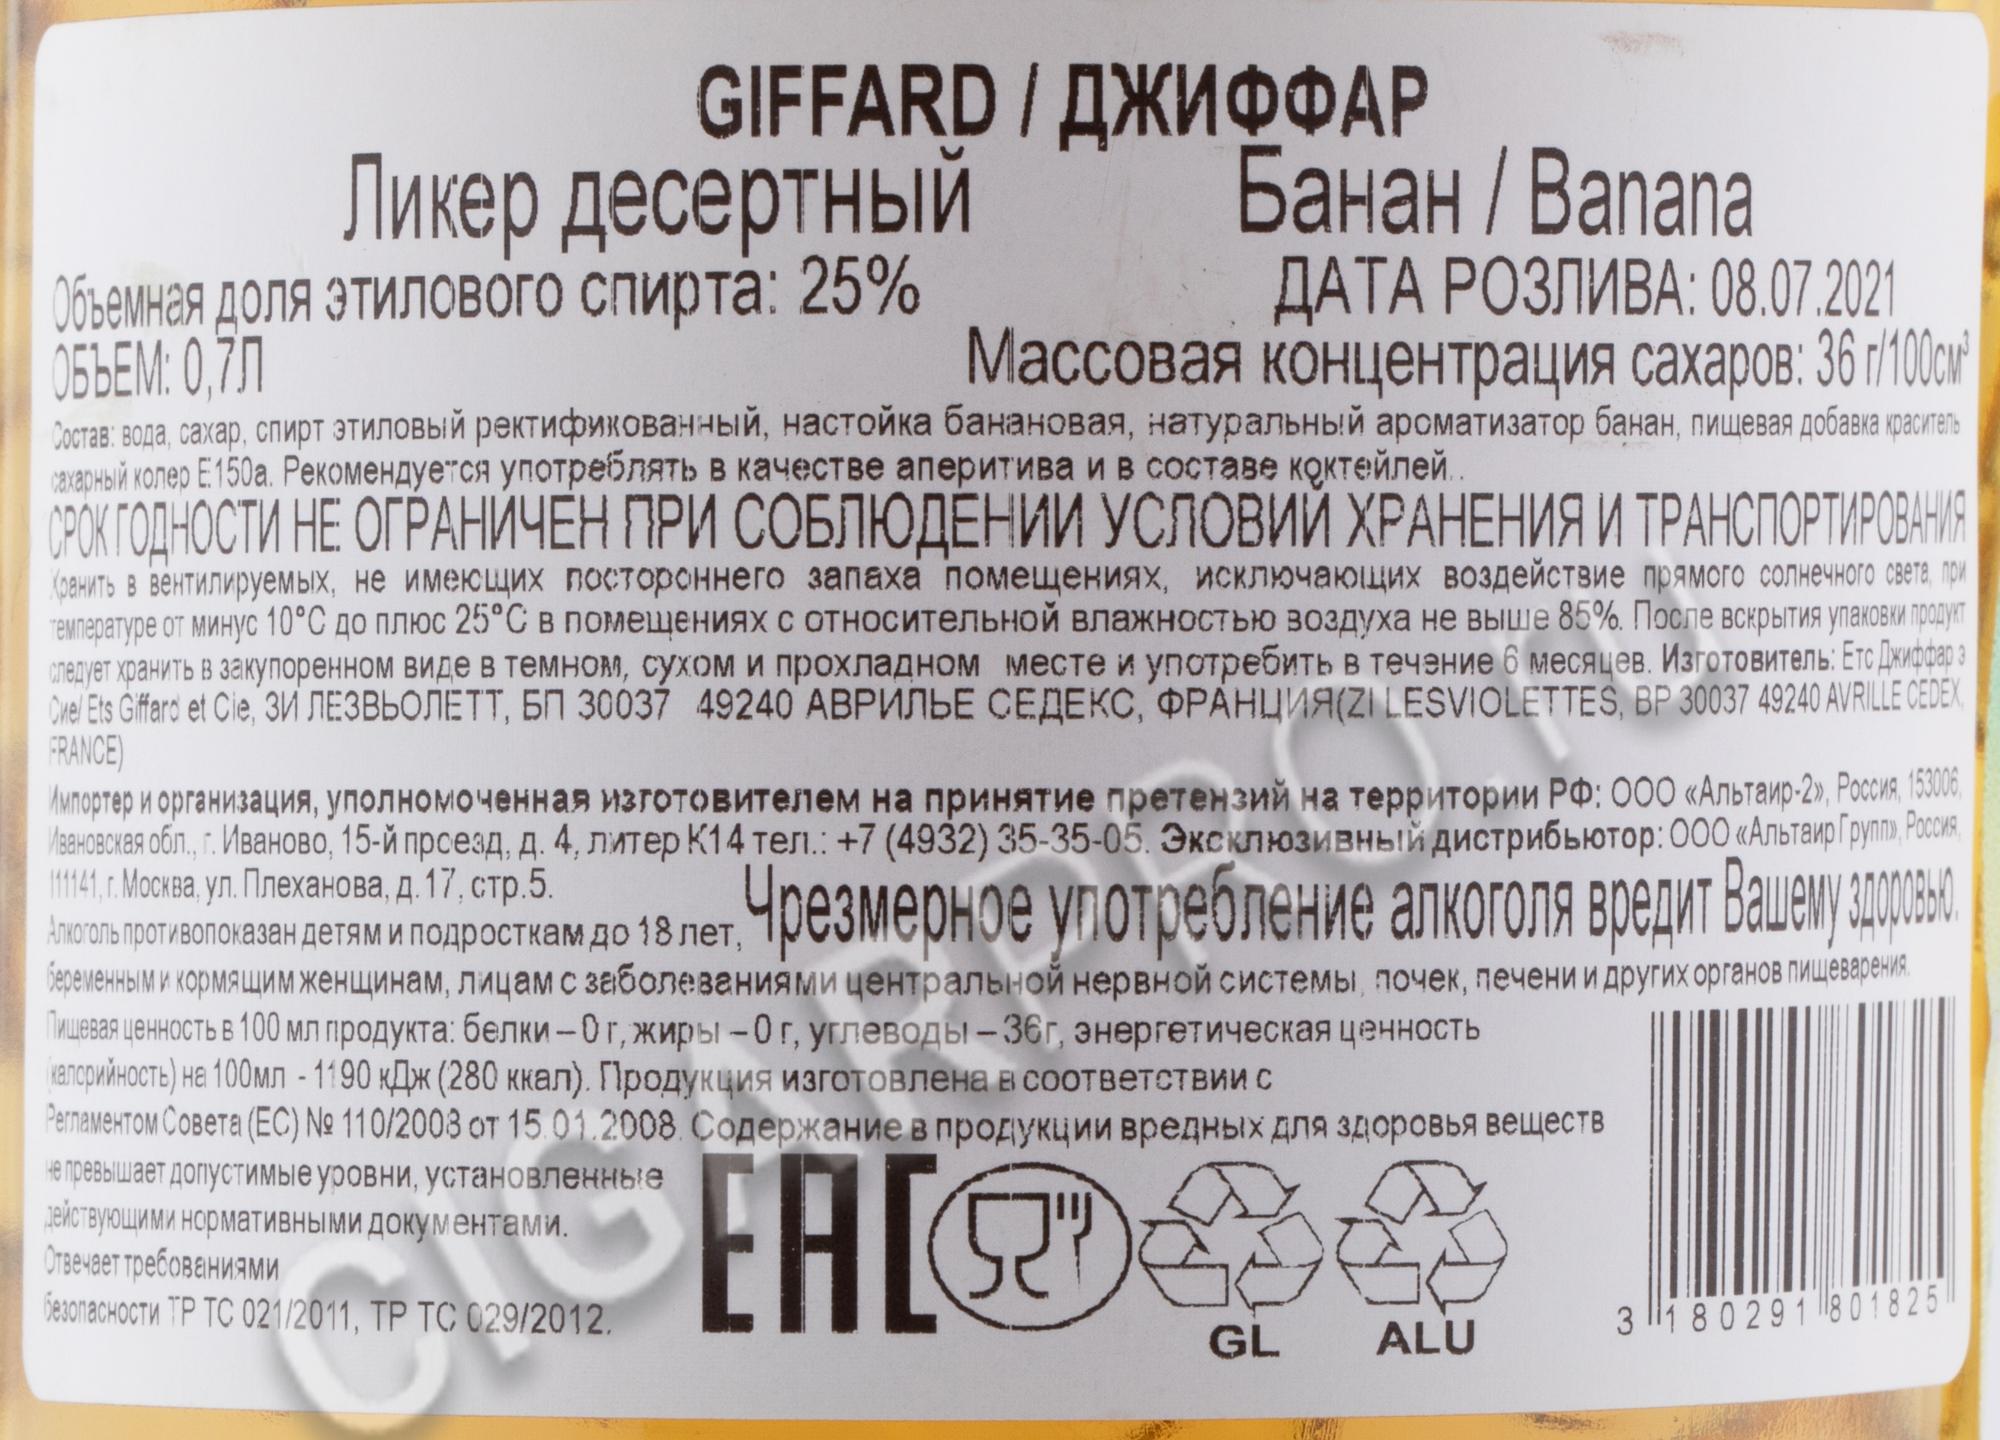 GIFFARD / ДЖИФФАР
Ликер десертный Банан / Banana
Объемная доля этилового спирта: 25% ДАТА РОЗЛИВА: 08.07.2021
ОБЪЕМ: 0,7Л Массовая концентрация сахаров: 36 г/100см³
Состав: вода, сахар, спирт этиловый ректификованный, настойка банановая, натуральный ароматизатор банан, пищевая добавка краситель
сахарный колер Е150а. Рекомендуется употреблять в качестве аперитива и в составе коктейлей..
СРОК ГОДНОСТИ НЕ ОГРАНИЧЕН ПРИ СОБЛЮДЕНИИ УСЛОВИЙ ХРАНЕНИЯ И ТРАНСПОРТИРОВАНИЯ
Хранить в вентилируемых, не имеющих постороннего запаха помещениях, исключающих воздействие прямого солнечного света, при
температуре от минус 10°С до плюс 25°С в помещениях с относительной влажностью воздуха не выше 85%. После вскрытия упаковки продукт
следует хранить в закупоренном виде в темном, сухом и прохладном месте и употребить в течение 6 месяцев. Изготовитель: Етс Джиффар э
Сие/ Ets Giffard et Cie, ЗИ ЛЕЗВЬОЛЕТТ, БП 30037 49240 АВРИЛЬЕ СЕДЕКС, ФРАНЦИЯ(ZI LESVIOLETTES, BP 30037 49240 AVRILLE CEDEX,
FRANCE)
Импортер и организация, уполномоченная изготовителем на принятие претензий на территории РФ: ООО «Альтаир-2», Россия, 153006,
Ивановская обл., г. Иваново, 15-й проезд, д. 4, литер К14 тел.: +7 (4932) 35-35-05. Эксклюзивный дистрибьютор: ООО «Альтаир Групп», Россия,
111141, г. Москва, ул. Плеханова, д. 17, стр.5.
Чрезмерное употребление алкоголя вредит Вашему здоровью.
Алкоголь противопоказан детям и подросткам до 18 лет,
беременным и кормящим женщинам, лицам с заболеваниями центральной нервной системы, почек, печени и других органов пищеварения.
Пищевая ценность в 100 мл продукта: белки – 0 г, жиры – 0 г, углеводы – 36г, энергетическая ценность
(калорийность) на 100мл - 1190 кДж (280 ккал). Продукция изготовлена в соответствии с
Регламентом Совета (ЕС) № 110/2008 от 15.01.2008. Содержание в продукции вредных для здоровья веществ
не превышает допустимые уровни, установленные
действующими нормативными документами.
Отвечает требованиями
безопасности ТР ТС 021/2011, ТР ТС 029/2012.
EAC
GL ALU
3 180291 801825
CIGARPRO.ru